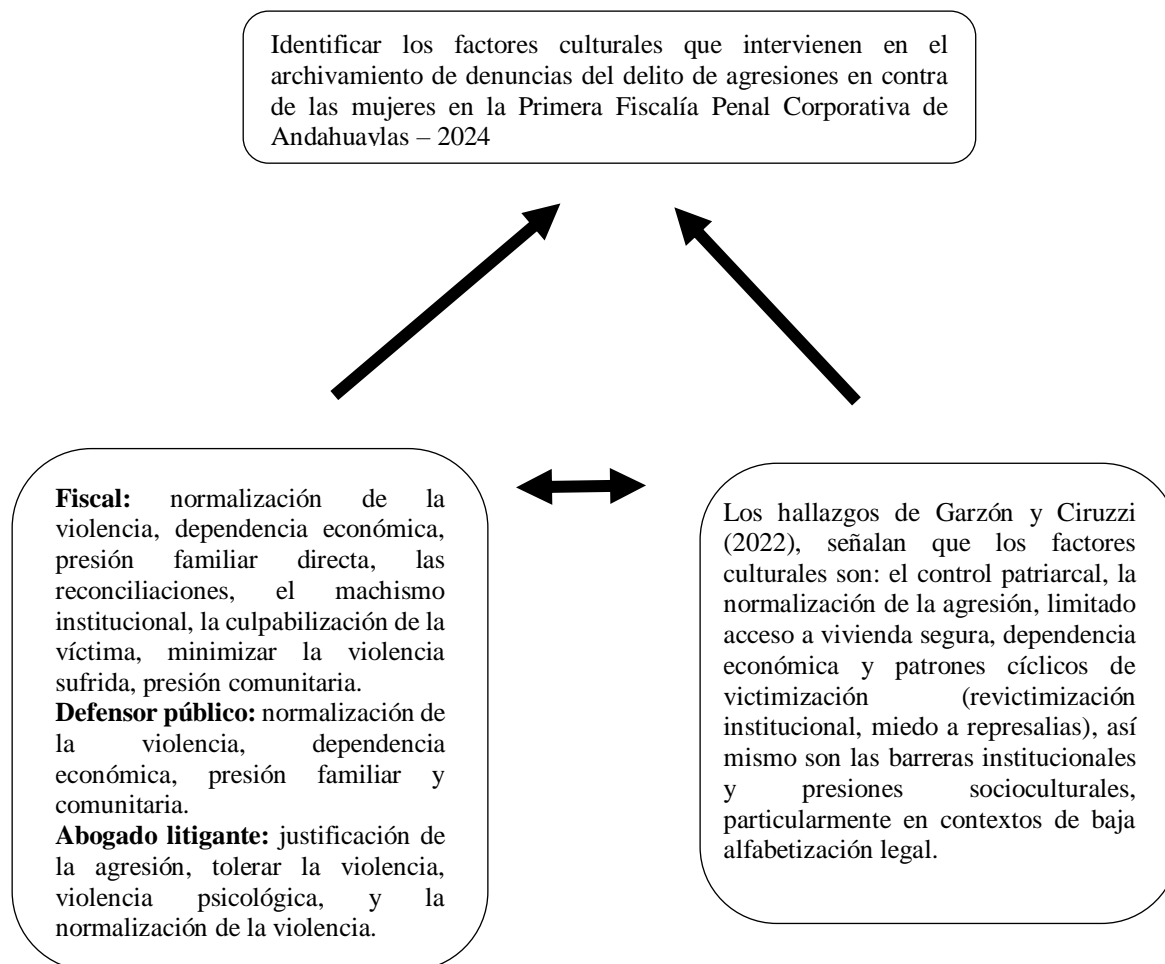 Identificar los factores culturales que intervienen en el
archivamiento de denuncias del delito de agresiones en contra
de las mujeres en la Primera Fiscalía Penal Corporativa de
Andahuaylas – 2024
Fiscal: normalización de la
violencia, dependencia económica,
presión familiar directa, las
reconciliaciones, el machismo
institucional, la culpabilización de la
víctima, minimizar la violencia
sufrida, presión comunitaria.
Defensor público: normalización de
la violencia, dependencia
económica, presión familiar y
comunitaria.
Abogado litigante: justificación de
la agresión, tolerar la violencia,
violencia psicológica, y la
normalización de la violencia.
Los hallazgos de Garzón y Ciruzzi
(2022), señalan que los factores
culturales son: el control patriarcal, la
normalización de la agresión, limitado
acceso a vivienda segura, dependencia
económica y patrones cíclicos de
victimización (revictimización
institucional, miedo a represalias), así
mismo son las barreras institucionales
y presiones socioculturales,
particularmente en contextos de baja
alfabetización legal.